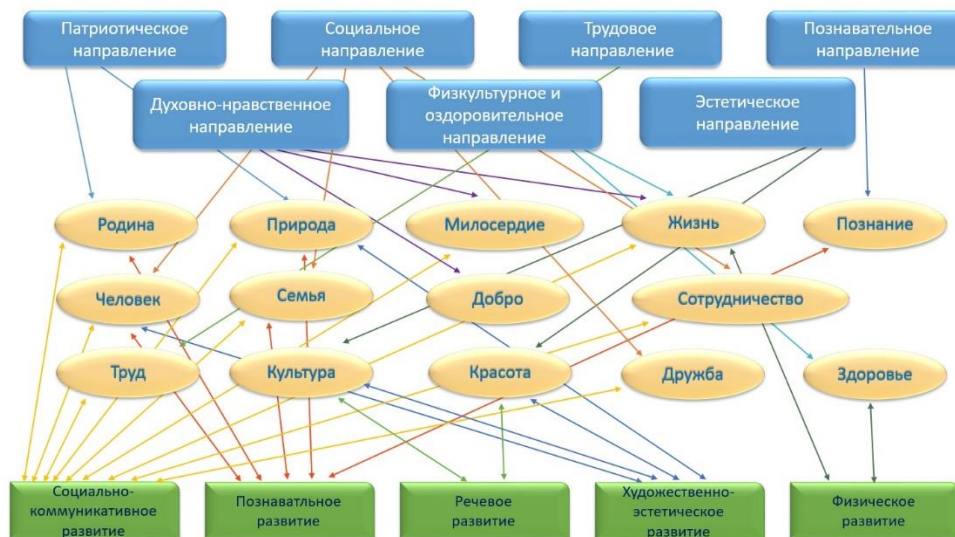 Патриотическое
направление
Социальное
направление
Трудовое
направление
Познавательное
направление
Духовно-нравственное
направление
Физкультурное и
оздоровительное
направление
Эстетическое
направление
Родина
Природа
Милосердие
Жизнь
Познание
Человек
Семья
Добро
Сотрудничество
Труд
Культура
Красота
Дружба
Здоровье
Социально-
коммуникативное
развитие
Познаватльное
развитие
Речевое
развитие
Художественно-
эстетическое
развитие
Физическое
развитие